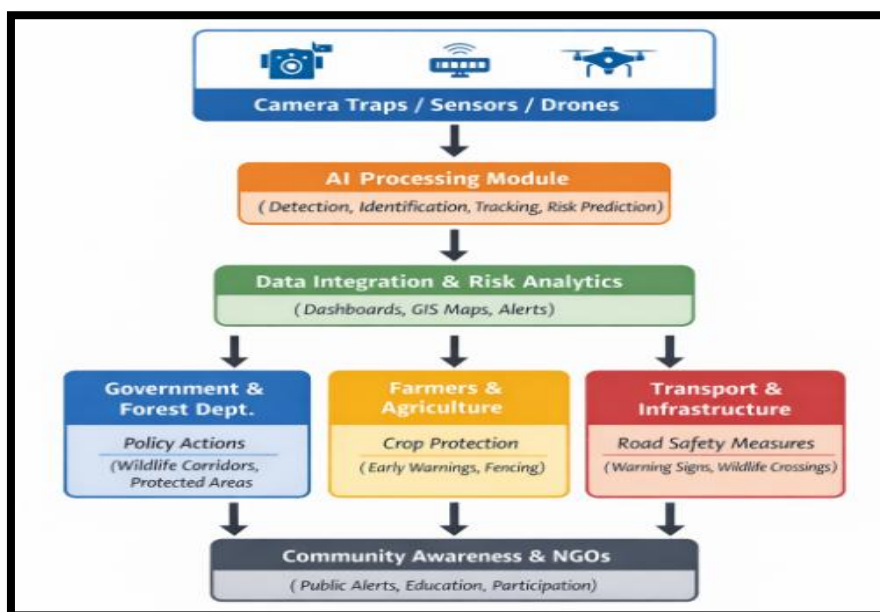 Camera Traps / Sensors / Drones
AI Processing Module
(Detection, Identification, Tracking, Risk Prediction)
Data Integration & Risk Analytics
(Dashboards, GIS Maps, Alerts)
Government &
Forest Dept.
Policy Actions
(Wildlife Corridors,
Protected Areas
Farmers &
Agriculture
Crop Protection
(Early Warnings, Fencing)
Transport &
Infrastructure
Road Safety Measures
(Warning Signs, Wildlife Crossings)
Community Awareness & NGOs
(Public Alerts, Education, Participation)